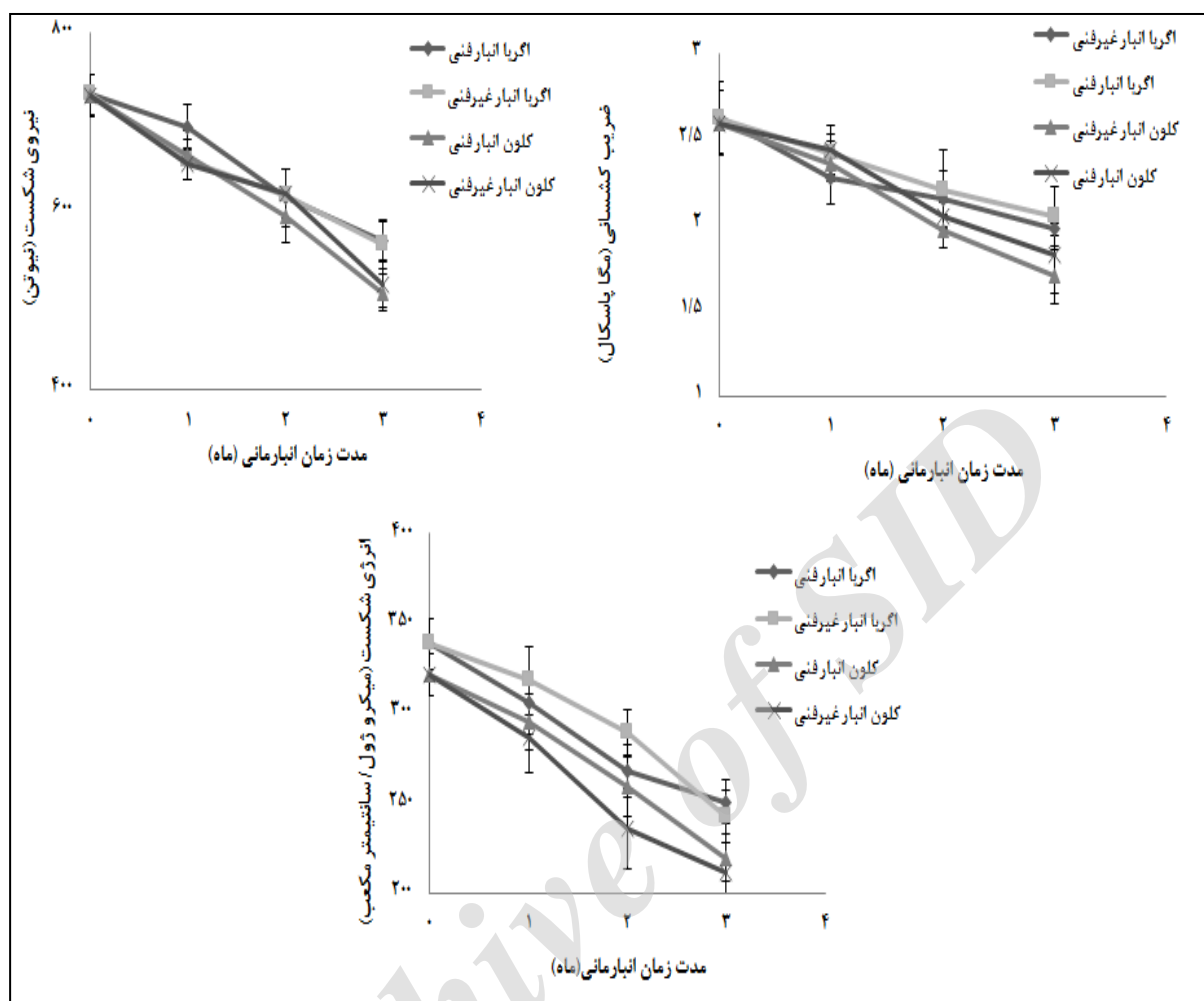 ۸۰۰
۶۰۰
۴۰۰
۰ ۱ ۲ ۳ ۴
نیروی شکست (نیوتن)
مدت زمان انبارمانی (ماه)
اگریا انبارفنی
اگریا انبارغیرفنی
کلون انبارفنی
کلون انبارغیرفنی
۳
۲/۵
۲
۱/۵
۱
۰ ۱ ۲ ۳ ۴
ضریب کشسانی (مگا پاسکال)
مدت زمان انبارمانی (ماه)
اگریا انبارغیرفنی
اگریا انبارفنی
کلون انبارغیرفنی
کلون انبارفنی
۴۰۰
۳۵۰
۳۰۰
۲۵۰
۲۰۰
۰ ۱ ۲ ۳ ۴
انرژی شکست (میکرو ژول/ سانتیمتر مکعب)
مدت زمان انبارمانی(ماه)
اگریا انبارفنی
اگریا انبارغیرفنی
کلون انبارفنی
کلون انبارغیرفنی
hive of SID